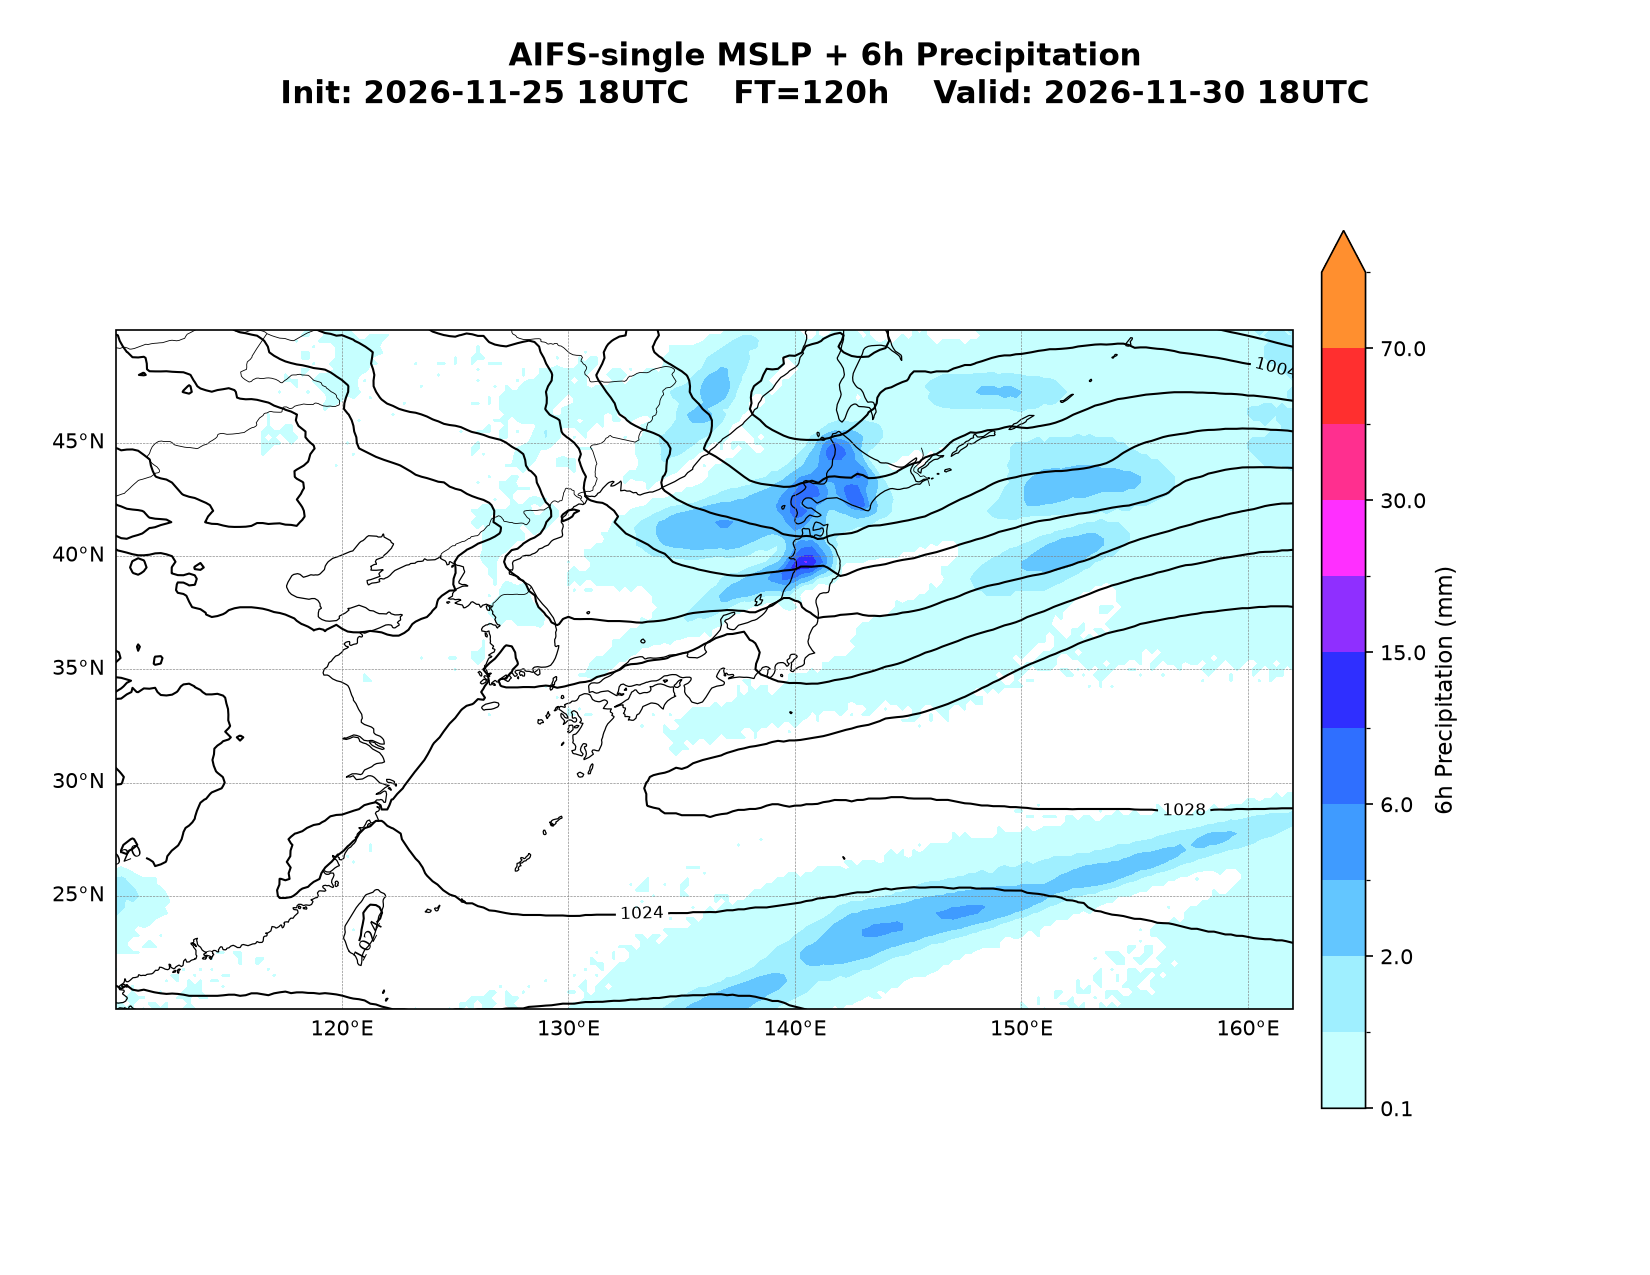 AIFS-single MSLP + 6h Precipitation
Init: 2026-11-25 18UTC FT=120h Valid: 2026-11-30 18UTC
70.0
30.0
15.0
6.0
2.0
0.1
6h Precipitation (mm)
45°N
40°N
35°N
30°N
25°N
120°E
130°E
140°E
150°E
160°E
1004
1028
1024